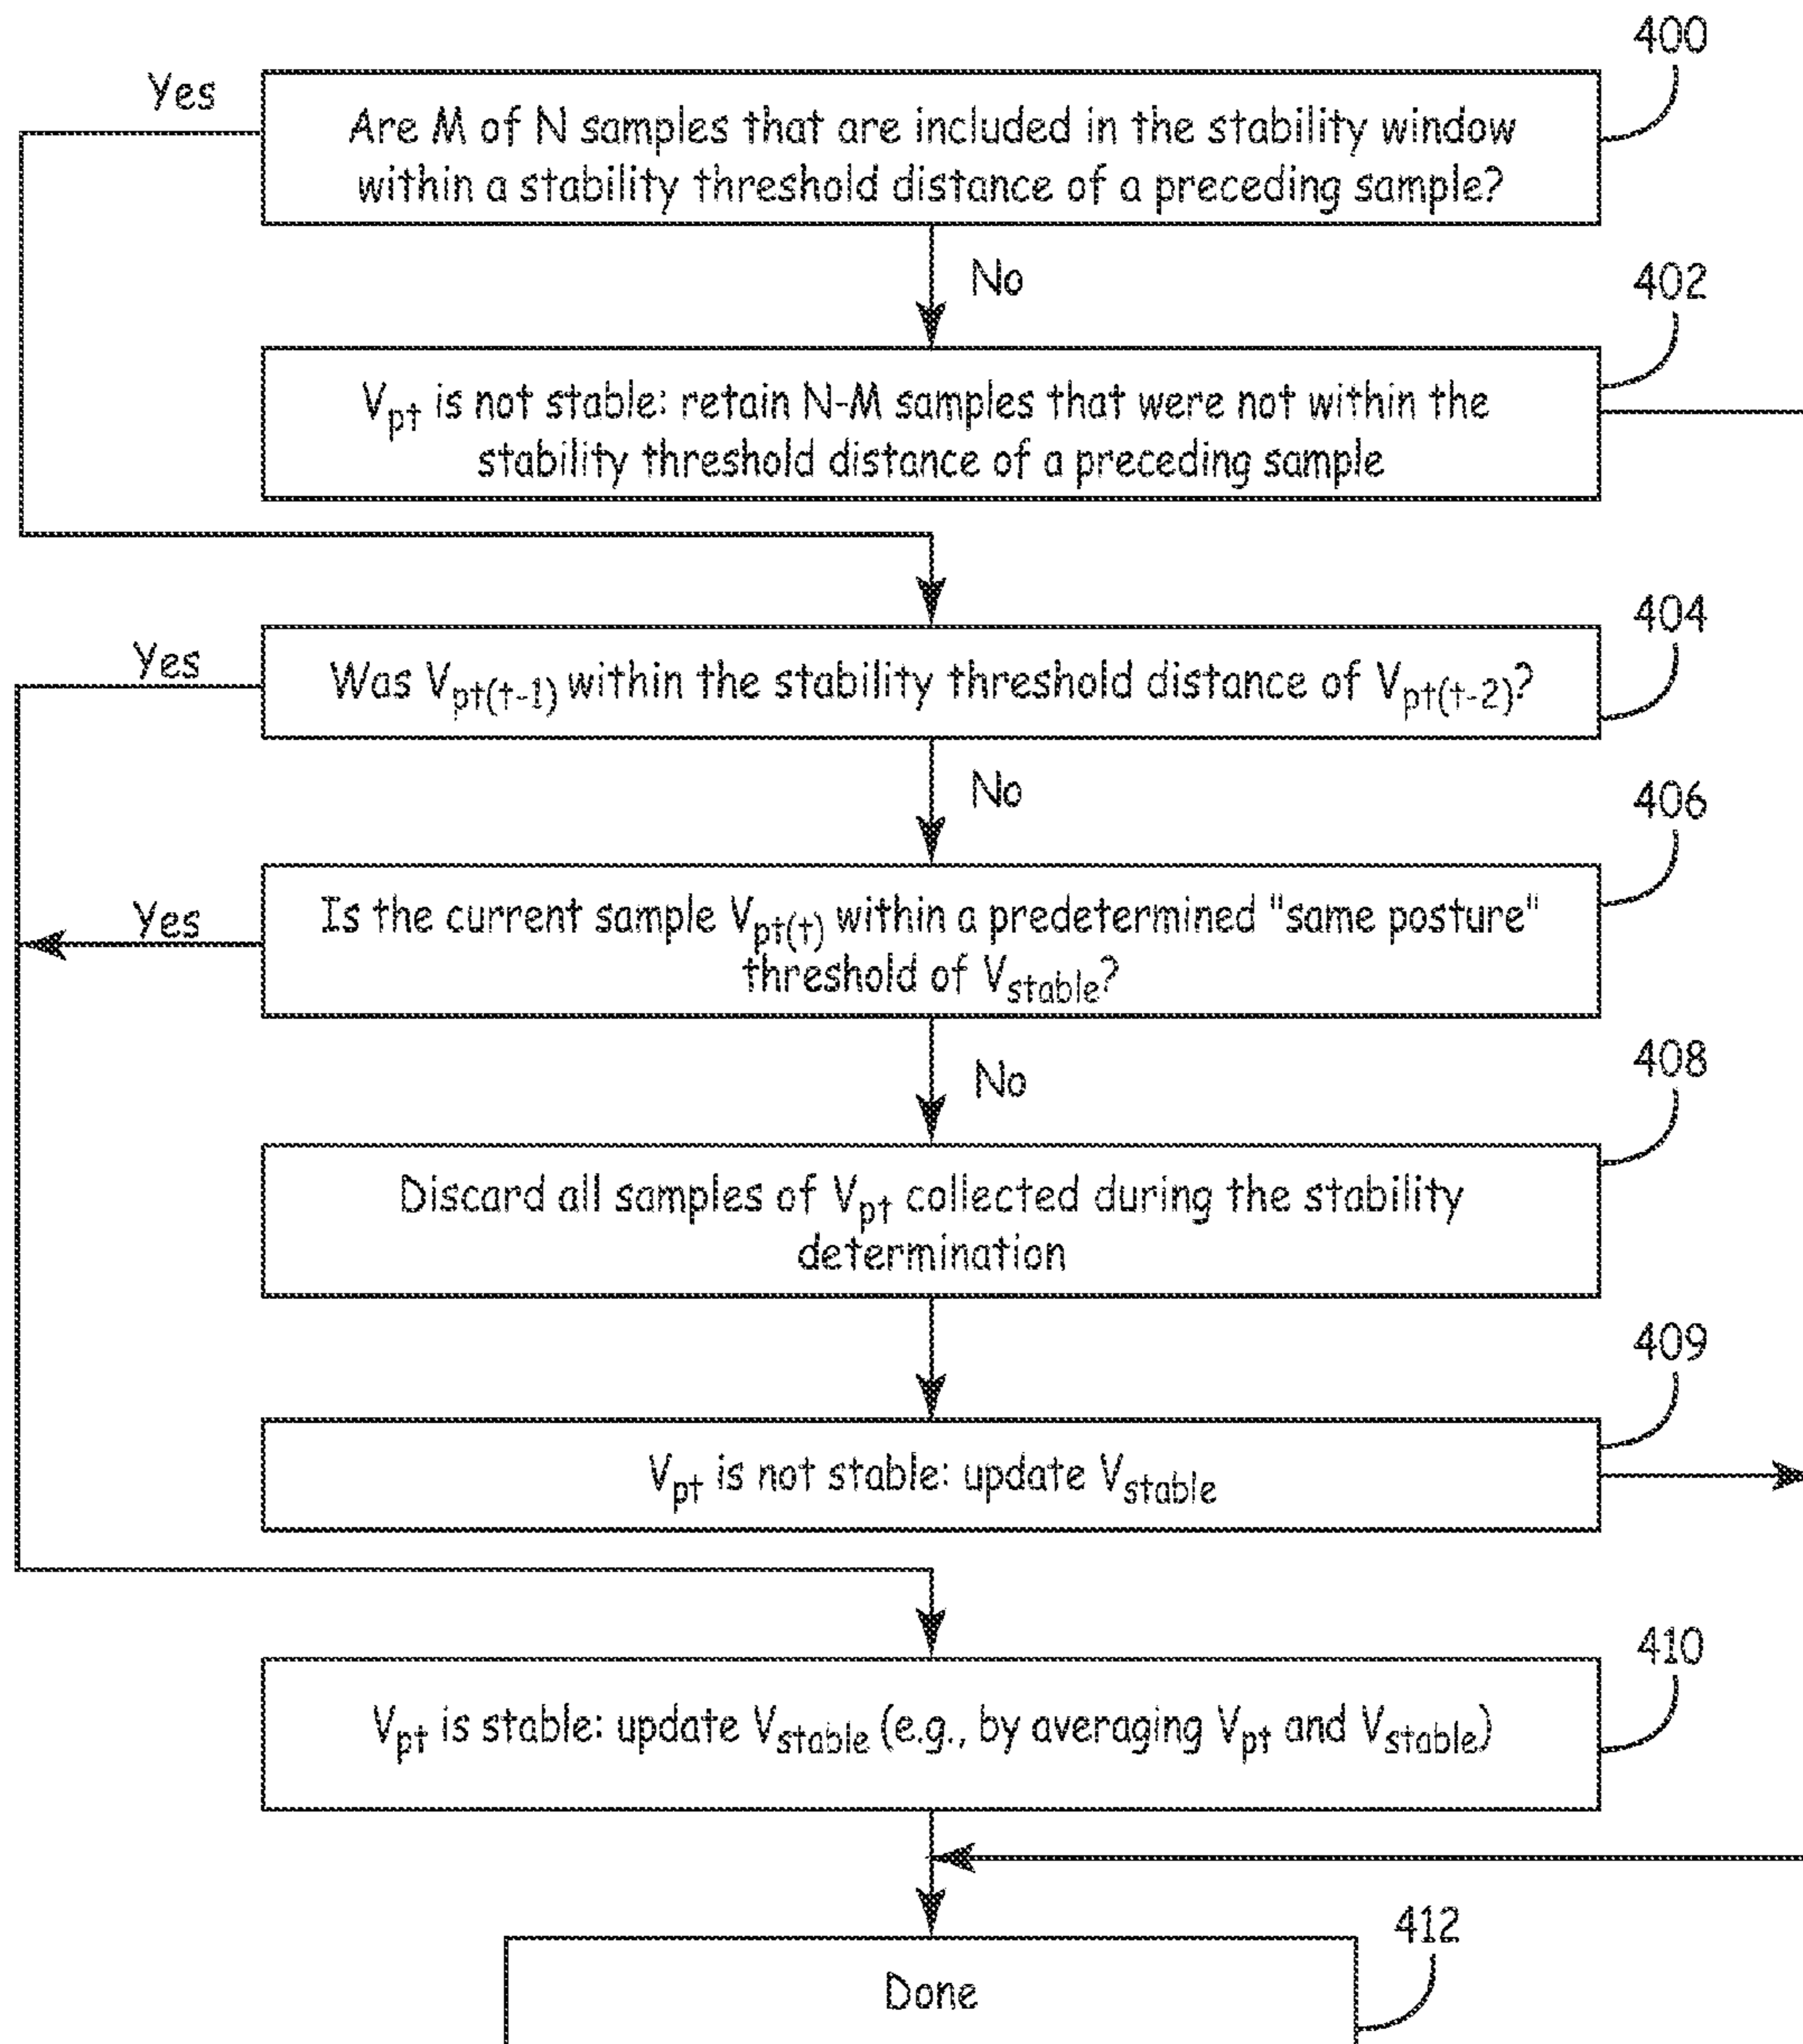 400
Yes
Are M of N samples that are included in the stability window
within a stability threshold distance of a preceding sample?
No
402
Vpt is not stable: retain N-M samples that were not within the
stability threshold distance of a preceding sample
404
Yes
Was Vpt(t-1) within the stability threshold distance of Vpt(t-2)?
No
406
Yes
Is the current sample Vpt(t) within a predetermined "same posture"
threshold of Vstable?
No
408
Discard all samples of Vpt collected during the stability
determination
409
Vpt is not stable: update Vstable
410
Vpt is stable: update Vstable (e.g., by averaging Vpt and Vstable)
412
Done